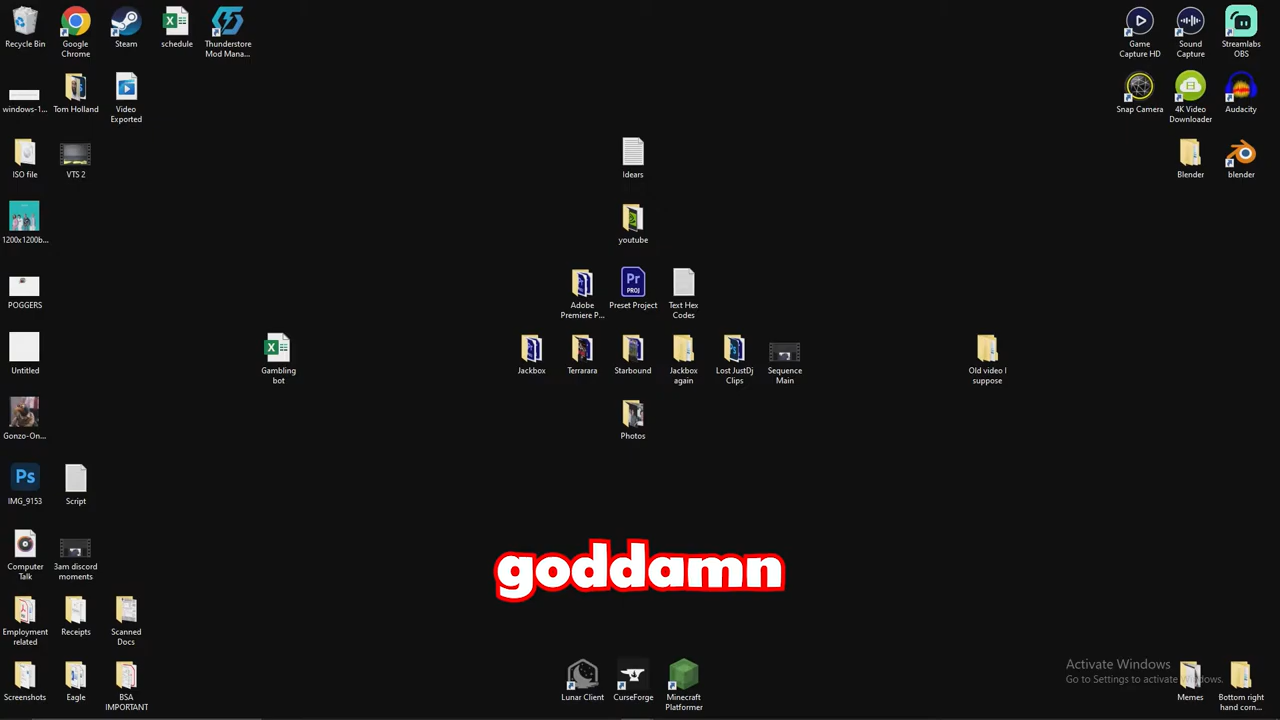 Recycle Bin
Google
Chrome
Steam
schedule
Thunderstore
Mod Mana...
Game
Capture HD
Sound
Capture
Streamlabs
OBS
windows-1...
Tom Holland
Video
Exported
Snap Camera
4K Video
Downloader
Audacity
ISO file
VTS 2
Idears
Blender
blender
1200x1200b...
youtube
POGGERS
Adobe
Premiere P...
Pr
PROJ
Preset Project
Text Hex
Codes
Untitled
Gambling
bot
Jackbox
Terrarara
Starbound
Jackbox
again
Lost JustDj
Clips
Sequence
Main
Old video I
suppose
Gonzo-On...
Photos
Ps
IMG_9153
Script
Computer
Talk
3am discord
moments
goddamn
Employment
related
Receipts
Scanned
Docs
Screenshots
Eagle
BSA
IMPORTANT
Lunar Client
CurseForge
Minecraft
Platformer
Activate Windows
Go to Settings to activate Windows.
Memes
Bottom right
hand corn...